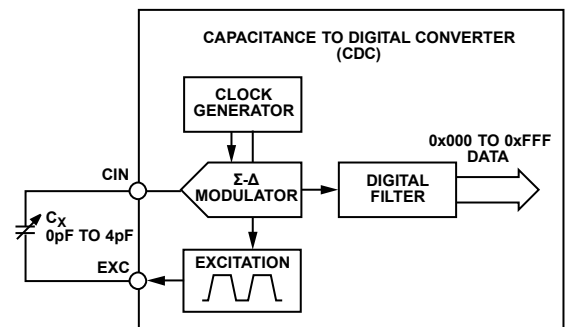 CAPACITANCE TO DIGITAL CONVERTER
(CDC)
CLOCK
GENERATOR
0x000 TO 0xFFF
DATA
CIN
Σ-Δ
MODULATOR
DIGITAL
FILTER
CX
0pF TO 4pF
EXC
EXCITATION